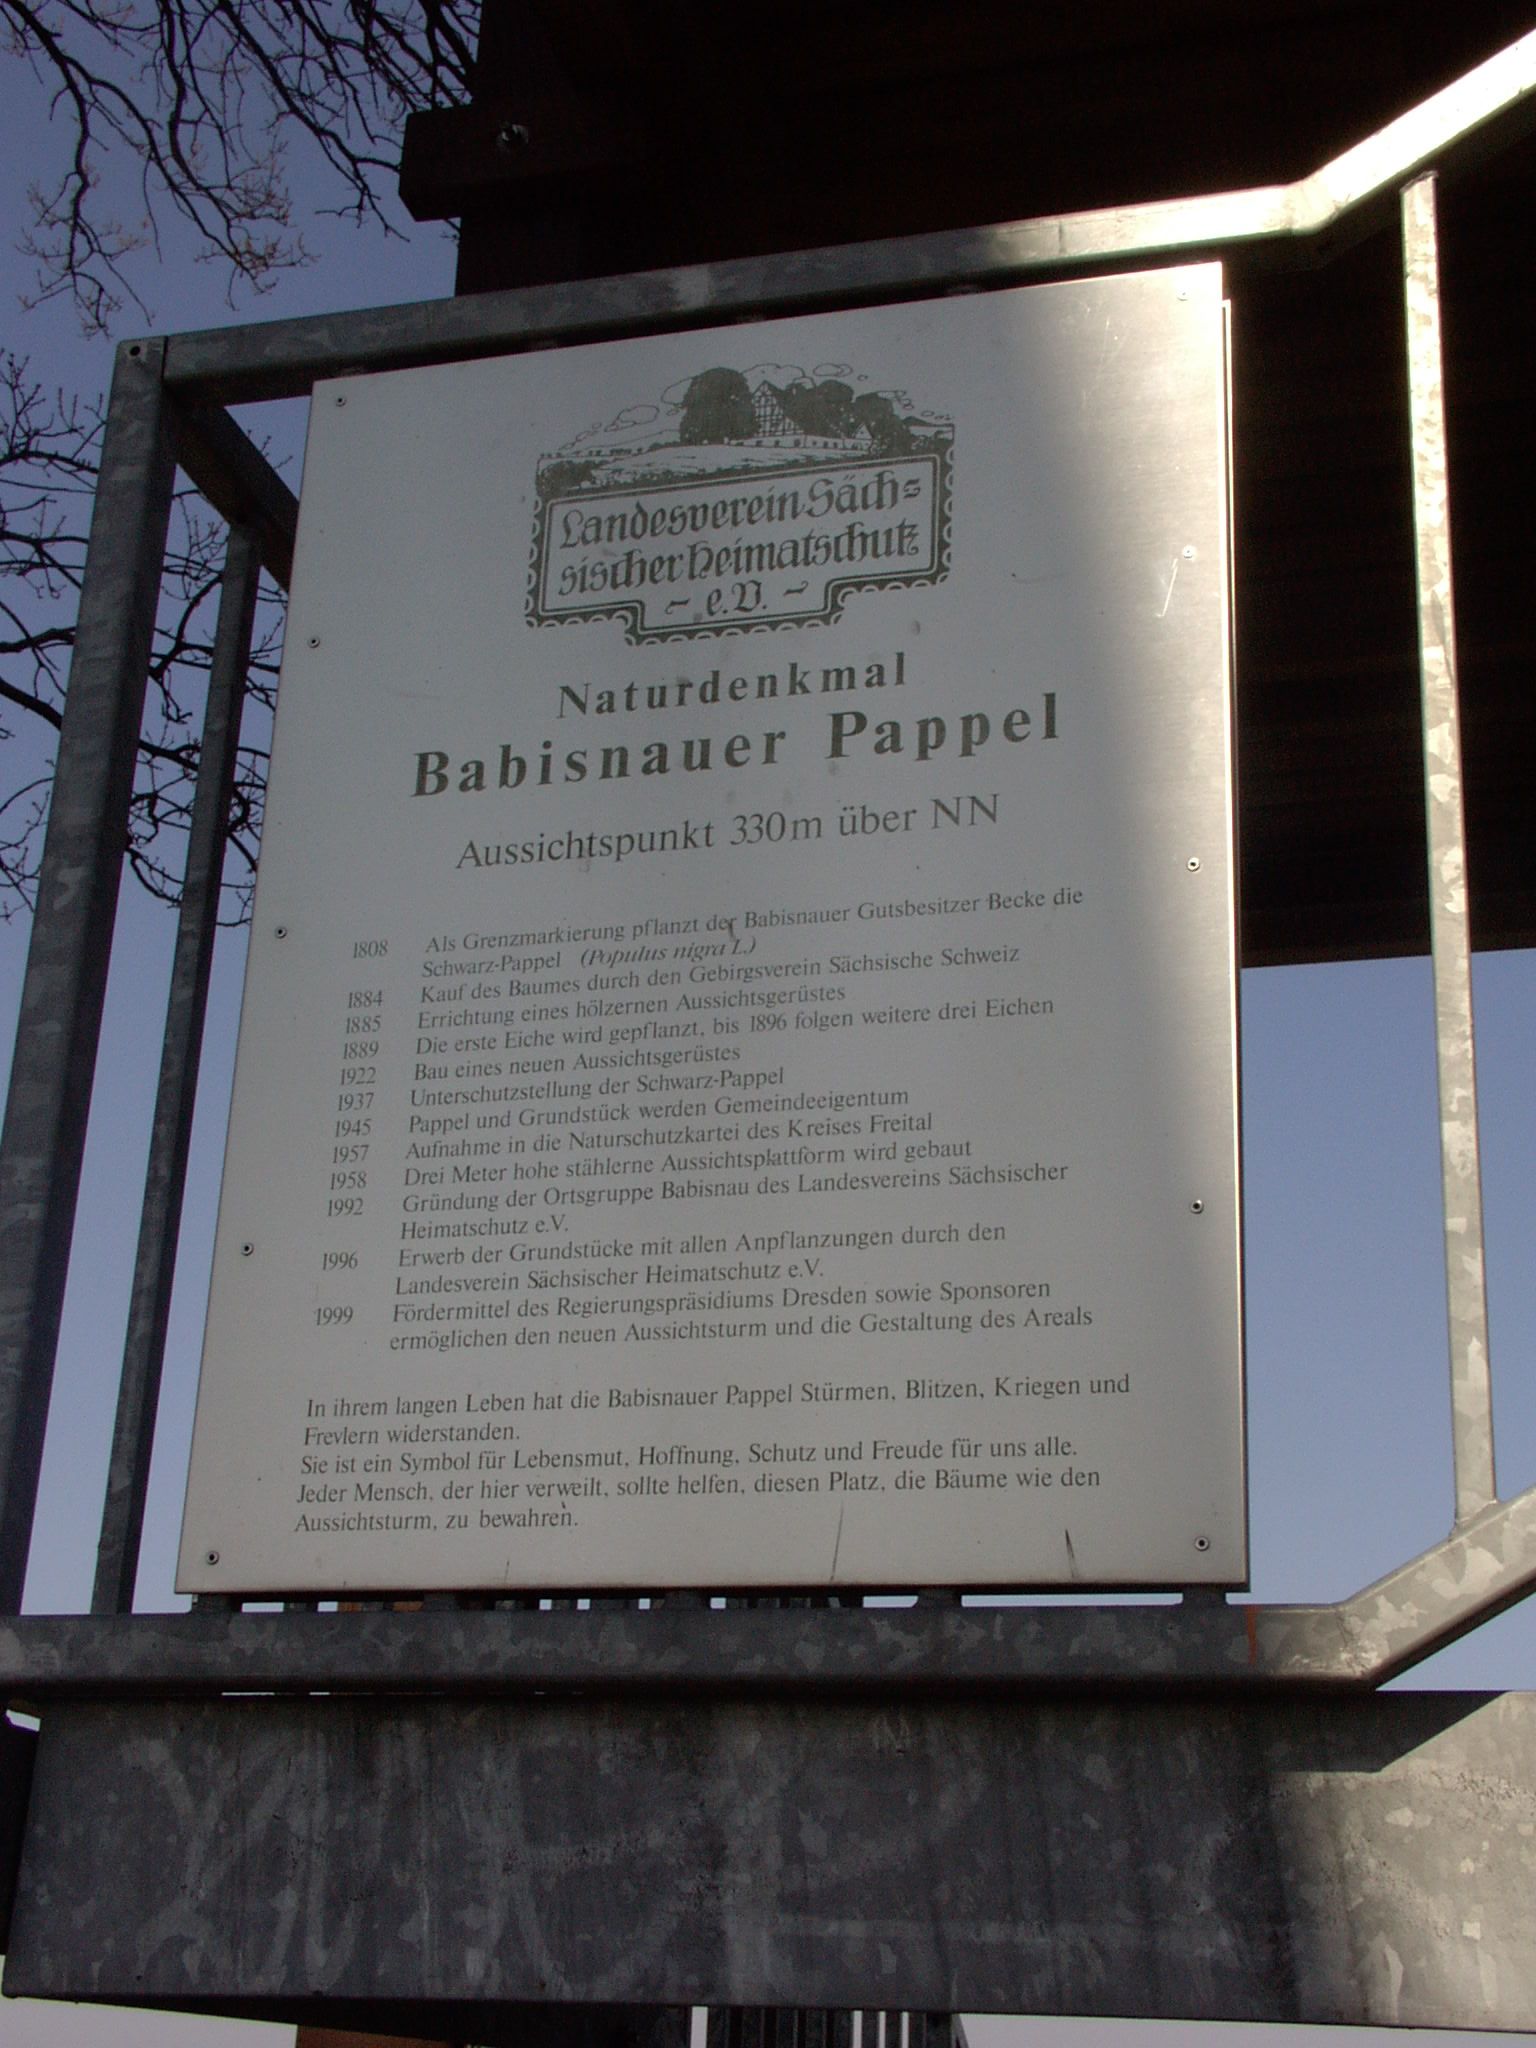 Landesverein Säch-
sischer Heimatschutz
- e.V. -
Naturdenkmal
Babisnauer Pappel
Aussichtspunkt 330m über NN
1808 Als Grenzmarkierung pflanzt der Babisnauer Gutsbesitzer Becke die
Schwarz-Pappel (Populus nigra L.)
1884 Kauf des Baumes durch den Gebirgsverein Sächsische Schweiz
1885 Errichtung eines hölzernen Aussichtsgerüstes
1889 Die erste Eiche wird gepflanzt, bis 1896 folgen weitere drei Eichen
1922 Bau eines neuen Aussichtsgerüstes
1937 Unterschutzstellung der Schwarz-Pappel
1945 Pappel und Grundstück werden Gemeindeeigentum
1957 Aufnahme in die Naturschutzkartei des Kreises Freital
1958 Drei Meter hohe stählerne Aussichtsplattform wird gebaut
1992 Gründung der Ortsgruppe Babisnau des Landesvereins Sächsischer
Heimatschutz e.V.
1996 Erwerb der Grundstücke mit allen Anpflanzungen durch den
Landesverein Sächsischer Heimatschutz e.V.
1999 Fördermittel des Regierungspräsidiums Dresden sowie Sponsoren
ermöglichen den neuen Aussichtsturm und die Gestaltung des Areals
In ihrem langen Leben hat die Babisnauer Pappel Stürmen, Blitzen, Kriegen und
Frevlern widerstanden.
Sie ist ein Symbol für Lebensmut, Hoffnung, Schutz und Freude für uns alle.
Jeder Mensch, der hier verweilt, sollte helfen, diesen Platz, die Bäume wie den
Aussichtsturm, zu bewahren.